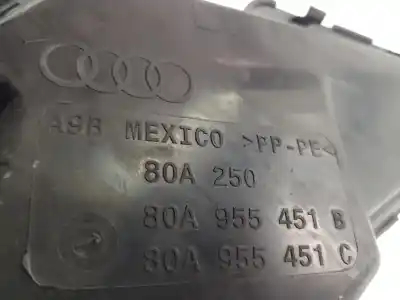 A9B MEXICO >PP-PE<
80A 250
80A 955 451 B
80A 955 451 C